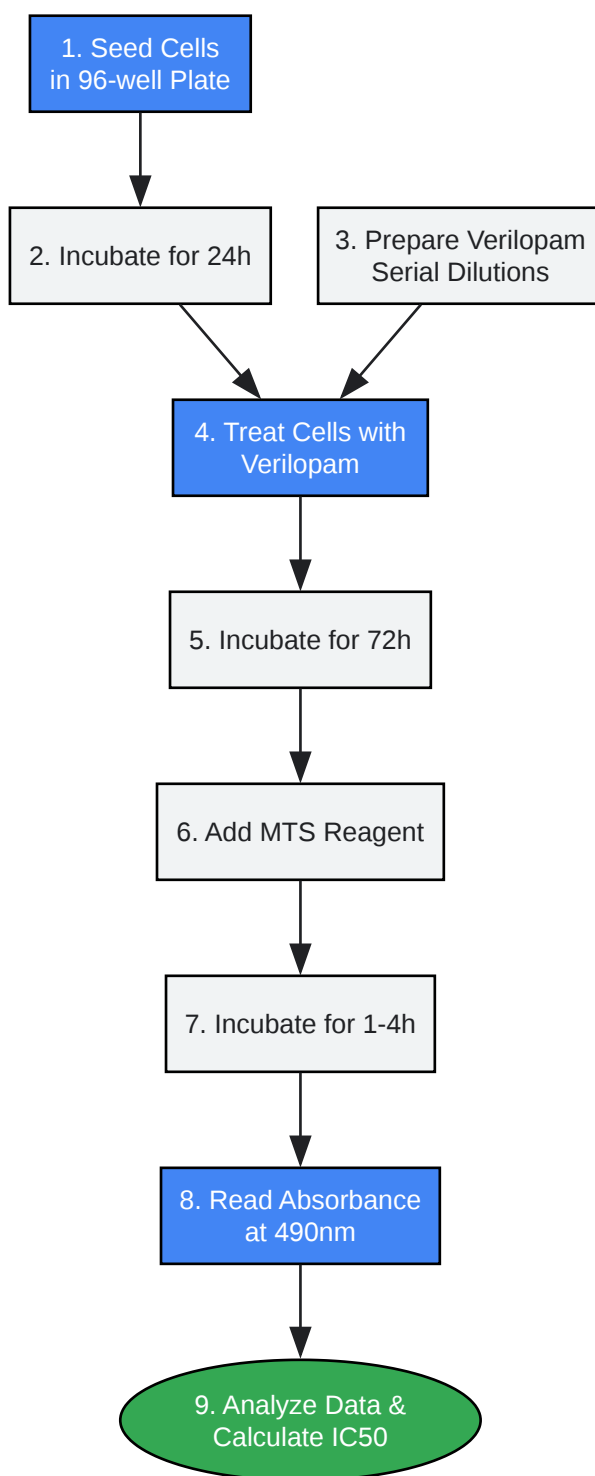 1. Seed Cells
in 96-well Plate
2. Incubate for 24h
3. Prepare Verilopam
Serial Dilutions
4. Treat Cells with
Verilopam
5. Incubate for 72h
6. Add MTS Reagent
7. Incubate for 1-4h
8. Read Absorbance
at 490nm
9. Analyze Data &
Calculate IC50